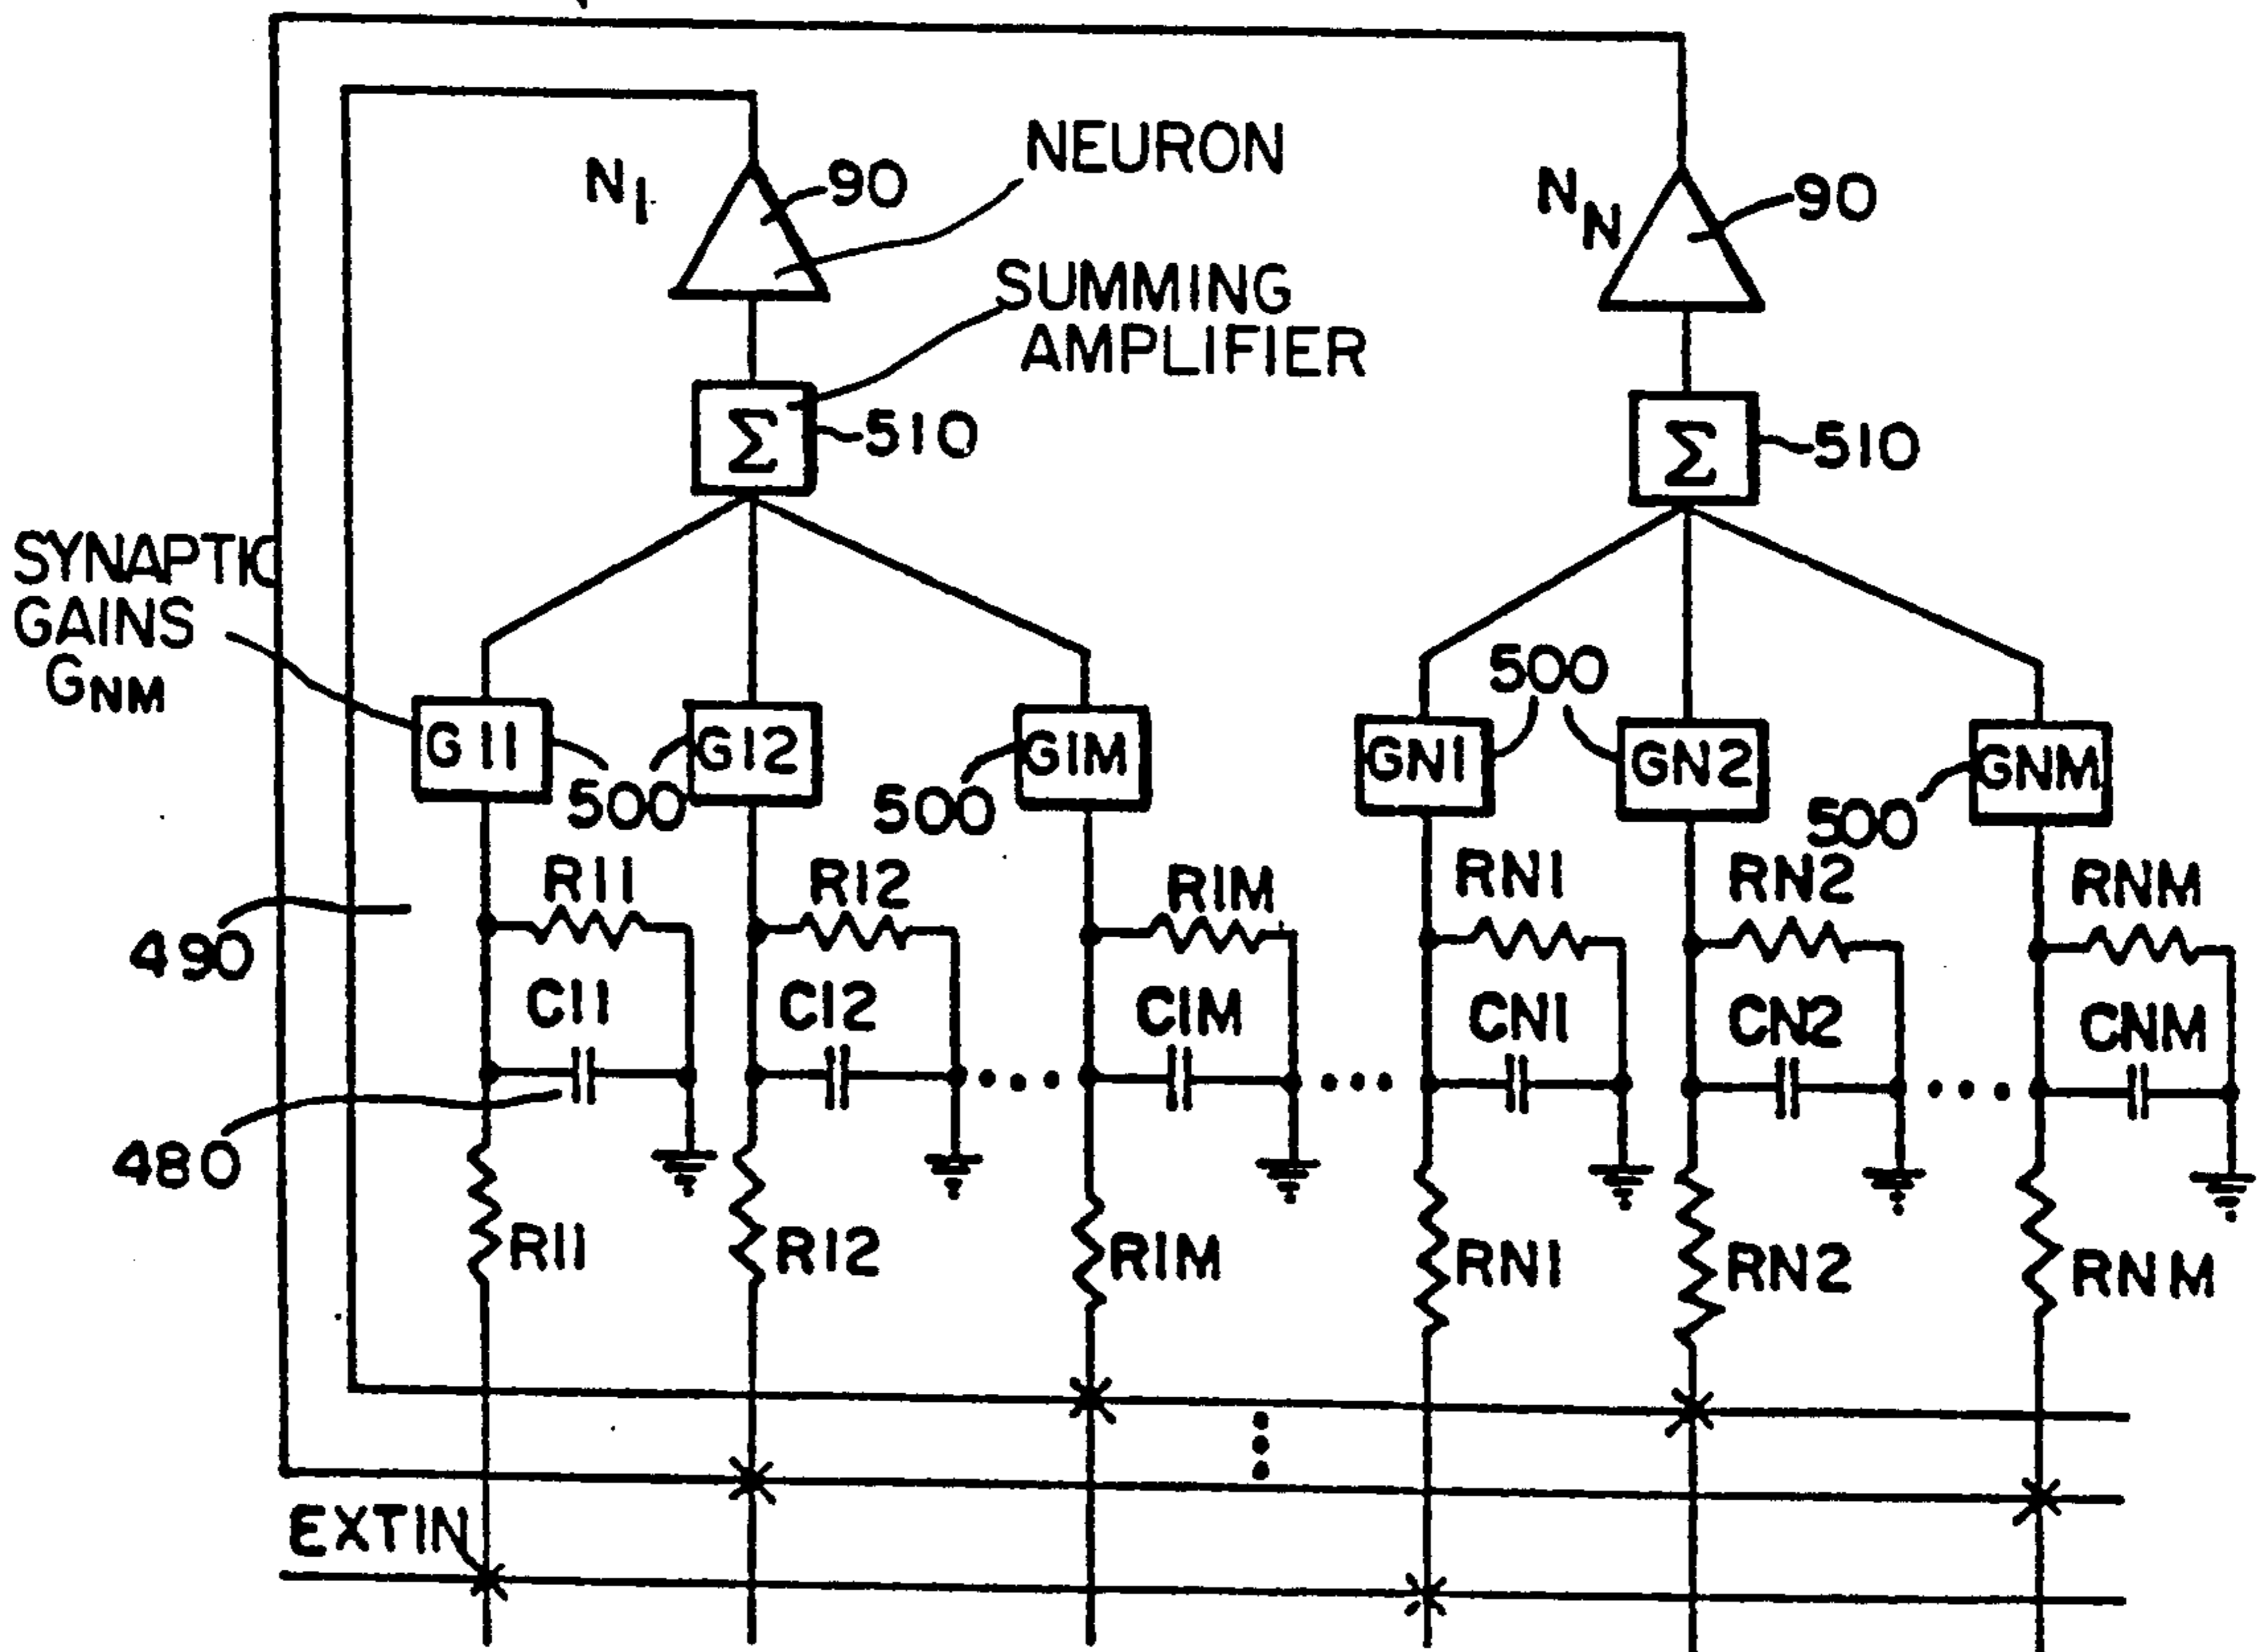 NEURON
N1
90
NN
90
SUMMING
AMPLIFIER
Σ
510
Σ
510
SYNAPTIC
GAINS
GNM
G11
G12
G1M
GN1
GN2
GNM
500
500
500
500
R11
R12
R1M
RN1
RN2
RNM
490
C11
C12
C1M
CN1
CN2
CNM
480
R11
R12
R1M
RN1
RN2
RNM
EXTIN